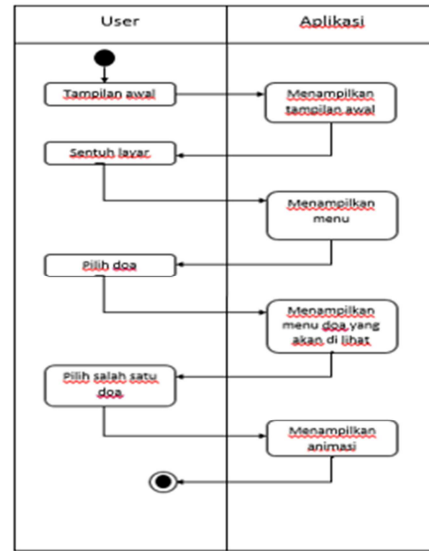 User
Aplikasi
Tampilan awal
Menampilkan
tampilan awal
Sentuh layar
Menampilkan
menu
Pilih doa
Menampilkan
menu doa yang
akan di lihat
Pilih salah satu
doa
Menampilkan
animasi